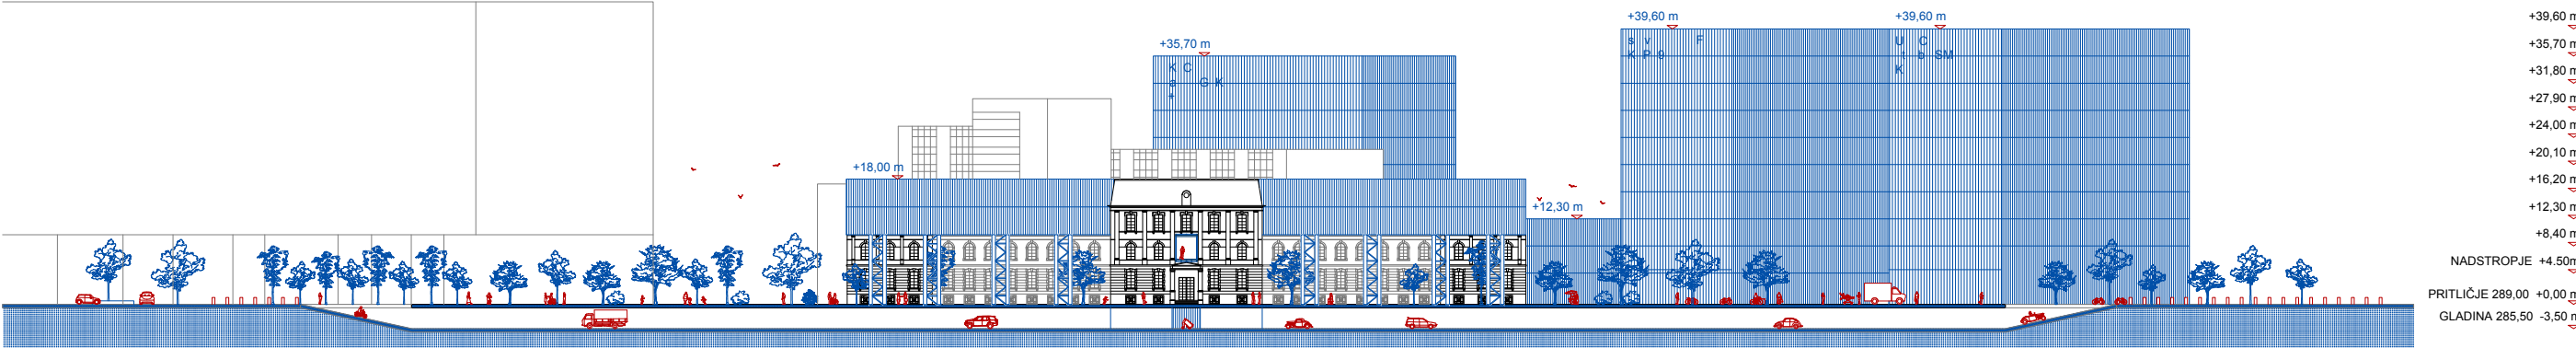 +39,60 m
+39,60 m
+39,60 m
+35,70 m
+35,70 m
s v F
K P 9
U C
t b SM
K
K C
a G K
+
+31,80 m
+27,90 m
+24,00 m
+20,10 m
+18,00 m
+16,20 m
+12,30 m
+12,30 m
+8,40 m
NADSTROPJE +4.50m
PRITLIČJE 289,00 +0,00 m
GLADINA 285,50 -3,50 m